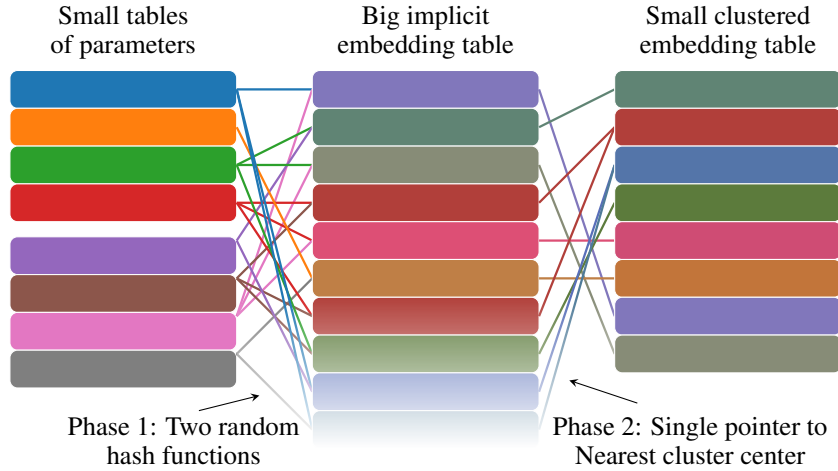 Small tables
of parameters
Big implicit
embedding table
Small clustered
embedding table
Phase 1: Two random
hash functions
Phase 2: Single pointer to
Nearest cluster center